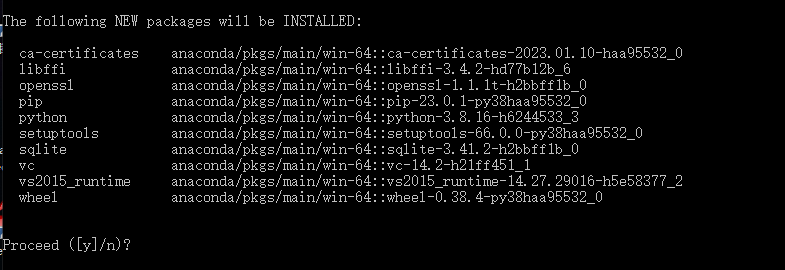 The following NEW packages will be INSTALLED:
ca-certificates anaconda/pkgs/main/win-64::ca-certificates-2023.01.10-haa95532_0
libffi anaconda/pkgs/main/win-64::libffi-3.4.2-hd77b12b_6
openssl anaconda/pkgs/main/win-64::openssl-1.1.1t-h2bbff1b_0
pip anaconda/pkgs/main/win-64::pip-23.0.1-py38haa95532_0
python anaconda/pkgs/main/win-64::python-3.8.16-h6244533_3
setuptools anaconda/pkgs/main/win-64::setuptools-66.0.0-py38haa95532_0
sqlite anaconda/pkgs/main/win-64::sqlite-3.41.2-h2bbff1b_0
vc anaconda/pkgs/main/win-64::vc-14.2-h21ff451_1
vs2015_runtime anaconda/pkgs/main/win-64::vs2015_runtime-14.27.29016-h5e58377_2
wheel anaconda/pkgs/main/win-64::wheel-0.38.4-py38haa95532_0
Proceed ([y]/n)?